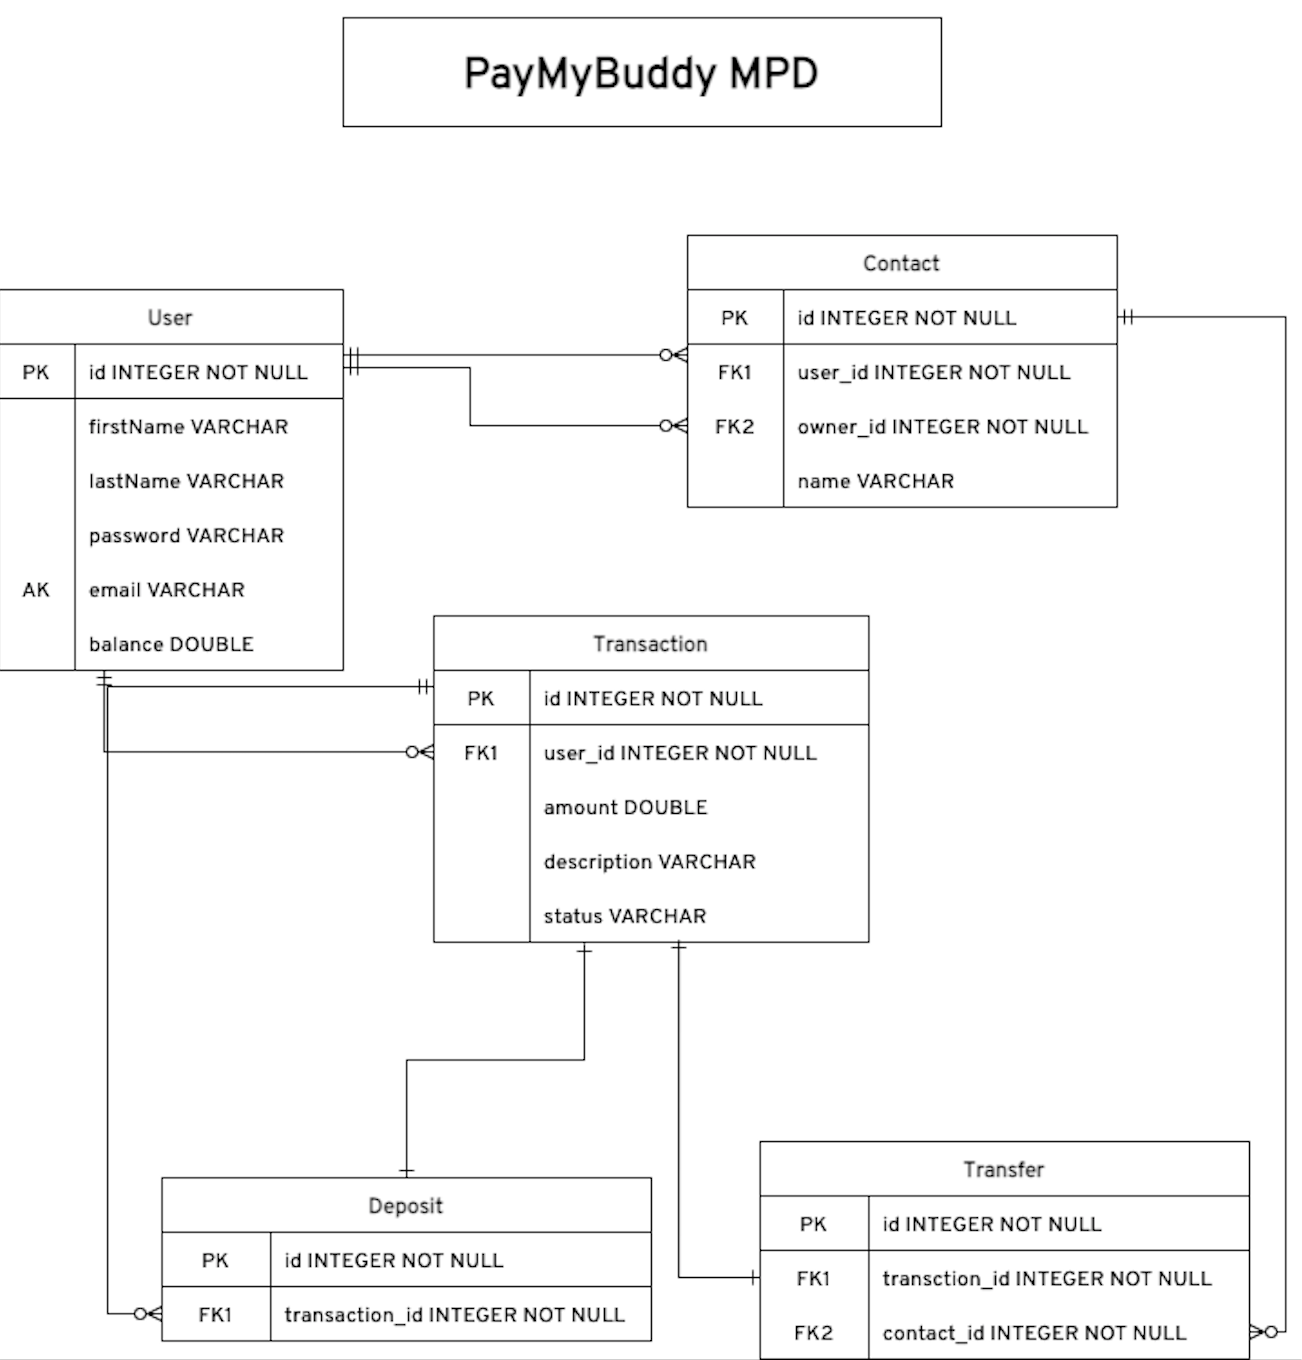 PayMyBuddy MPD
Contact
PK id INTEGER NOT NULL
FK1 user_id INTEGER NOT NULL
FK2 owner_id INTEGER NOT NULL
name VARCHAR
User
PK id INTEGER NOT NULL
firstName VARCHAR
lastName VARCHAR
password VARCHAR
AK email VARCHAR
balance DOUBLE
Transaction
PK id INTEGER NOT NULL
FK1 user_id INTEGER NOT NULL
amount DOUBLE
description VARCHAR
status VARCHAR
Deposit
PK id INTEGER NOT NULL
FK1 transaction_id INTEGER NOT NULL
Transfer
PK id INTEGER NOT NULL
FK1 transction_id INTEGER NOT NULL
FK2 contact_id INTEGER NOT NULL